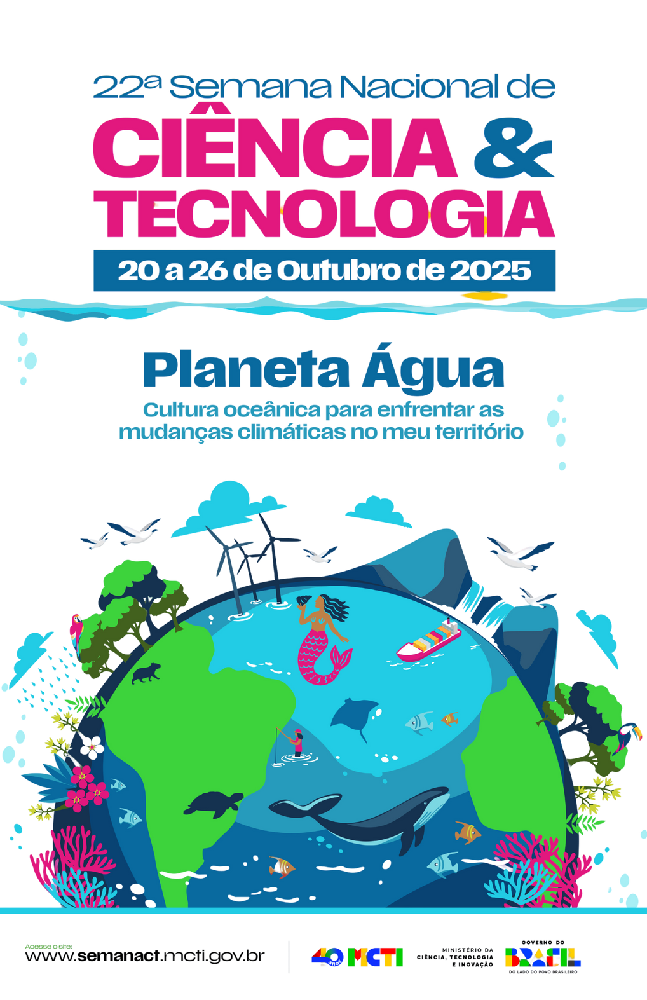 22ª Semana Nacional de
CIÊNCIA &
TECNOLOGIA
20 a 26 de Outubro de 2025
Planeta Água
Cultura oceânica para enfrentar as
mudanças climáticas no meu território
Acesse o site:
www.semanact.mcti.gov.br
40 anos MCTI
MINISTÉRIO DA
CIÊNCIA, TECNOLOGIA
E INOVAÇÃO
GOVERNO DO
BRASIL
DO LADO DO POVO BRASILEIRO